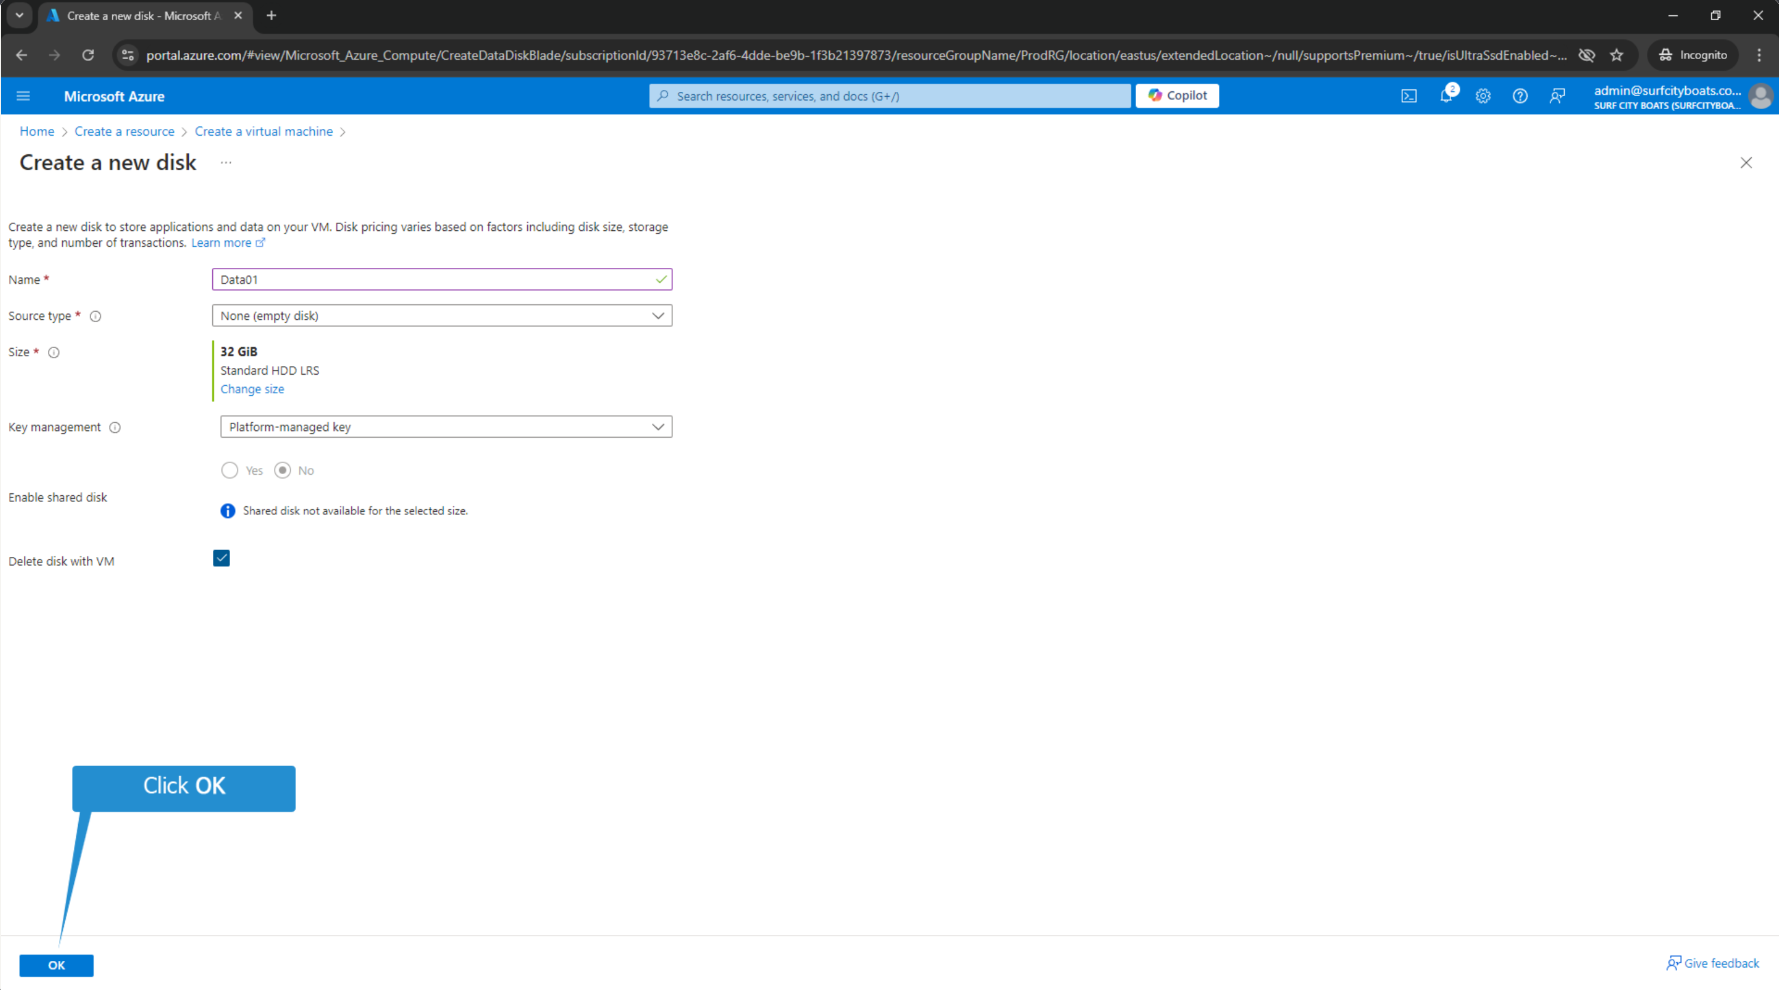 Create a new disk - Microsoft A
portal.azure.com/#view/Microsoft_Azure_Compute/CreateDataDiskBlade/subscriptionId/93713e8c-2af6-4dde-be9b-1f3b21397873/resourceGroupName/ProdRG/location/eastus/extendedLocation~/null/supportsPremium~/true/isUltraSsdEnabled~...
Incognito
Microsoft Azure
Search resources, services, and docs (G+/)
Copilot
2
admin@surfcityboats.co...
SURF CITY BOATS (SURFCITYBOA...
Home > Create a resource > Create a virtual machine >
Create a new disk ...
Create a new disk to store applications and data on your VM. Disk pricing varies based on factors including disk size, storage
type, and number of transactions. Learn more
Name * Data01
Source type * None (empty disk)
Size * 32 GiB
Standard HDD LRS
Change size
Key management Platform-managed key
Yes No
Enable shared disk
Shared disk not available for the selected size.
Delete disk with VM
Click OK
OK
Give feedback